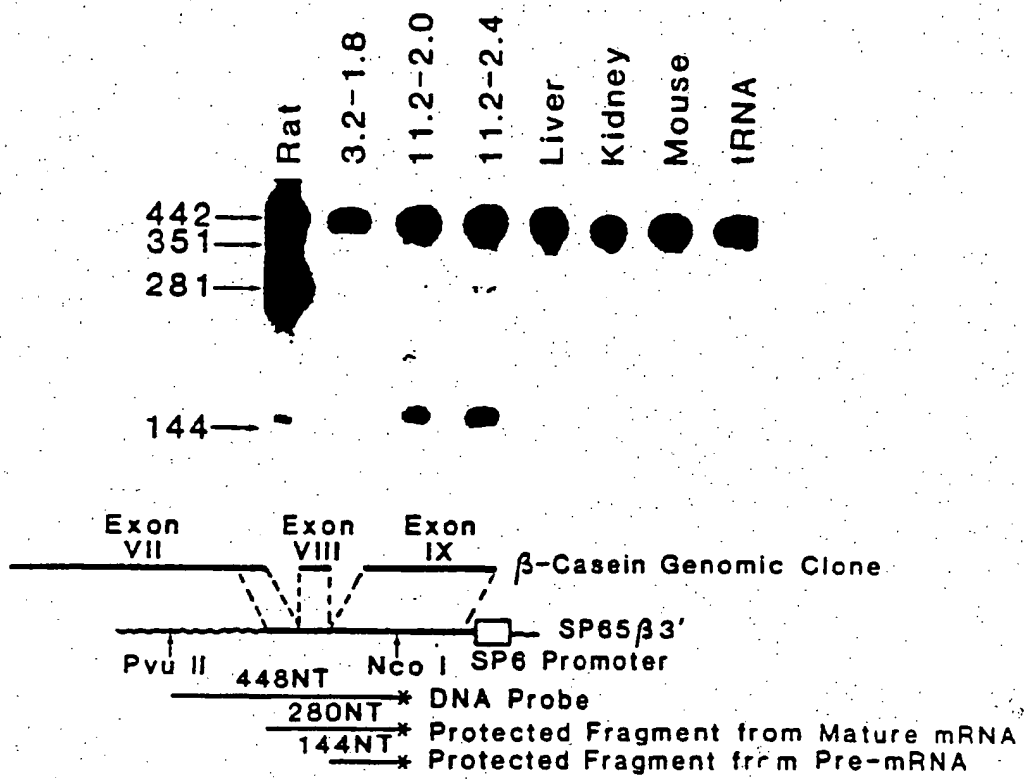 Rat 3.2-1.8 11.2-2.0 11.2-2.4 Liver Kidney Mouse tRNA
442
351
281
144
Exon VII
Exon VIII
Exon IX
β-Casein Genomic Clone
SP65β3'
Pvu II
Nco I
SP6 Promoter
448NT
* DNA Probe
280NT
* Protected Fragment from Mature mRNA
144NT
* Protected Fragment from Pre-mRNA